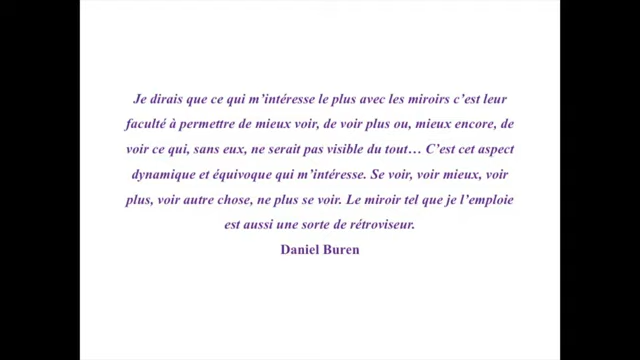 Je dirais que ce qui m’intéresse le plus avec les miroirs c’est leur
faculté à permettre de mieux voir, de voir plus ou, mieux encore, de
voir ce qui, sans eux, ne serait pas visible du tout… C’est cet aspect
dynamique et équivoque qui m’intéresse. Se voir, voir mieux, voir
plus, voir autre chose, ne plus se voir. Le miroir tel que je l’emploie
est aussi une sorte de rétroviseur.
Daniel Buren